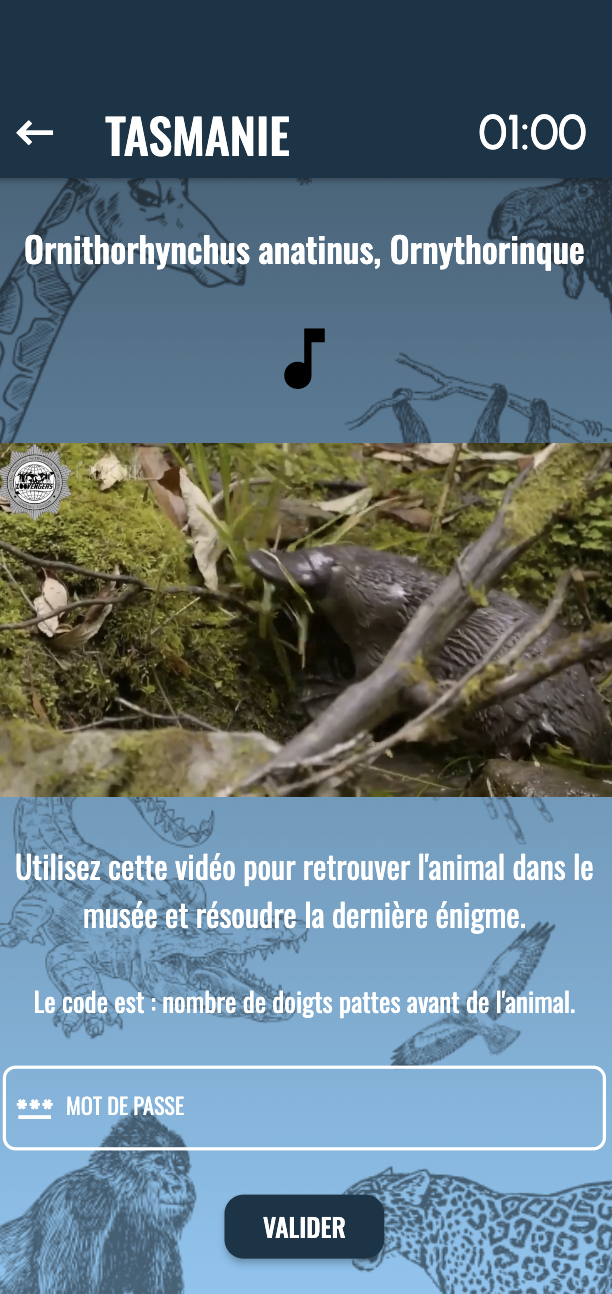 TASMANIE
01:00
Ornithorhynchus anatinus, Ornythorinque
Utilisez cette vidéo pour retrouver l'animal dans le
musée et résoudre la dernière énigme.
Le code est : nombre de doigts pattes avant de l'animal.
*** MOT DE PASSE
VALIDER